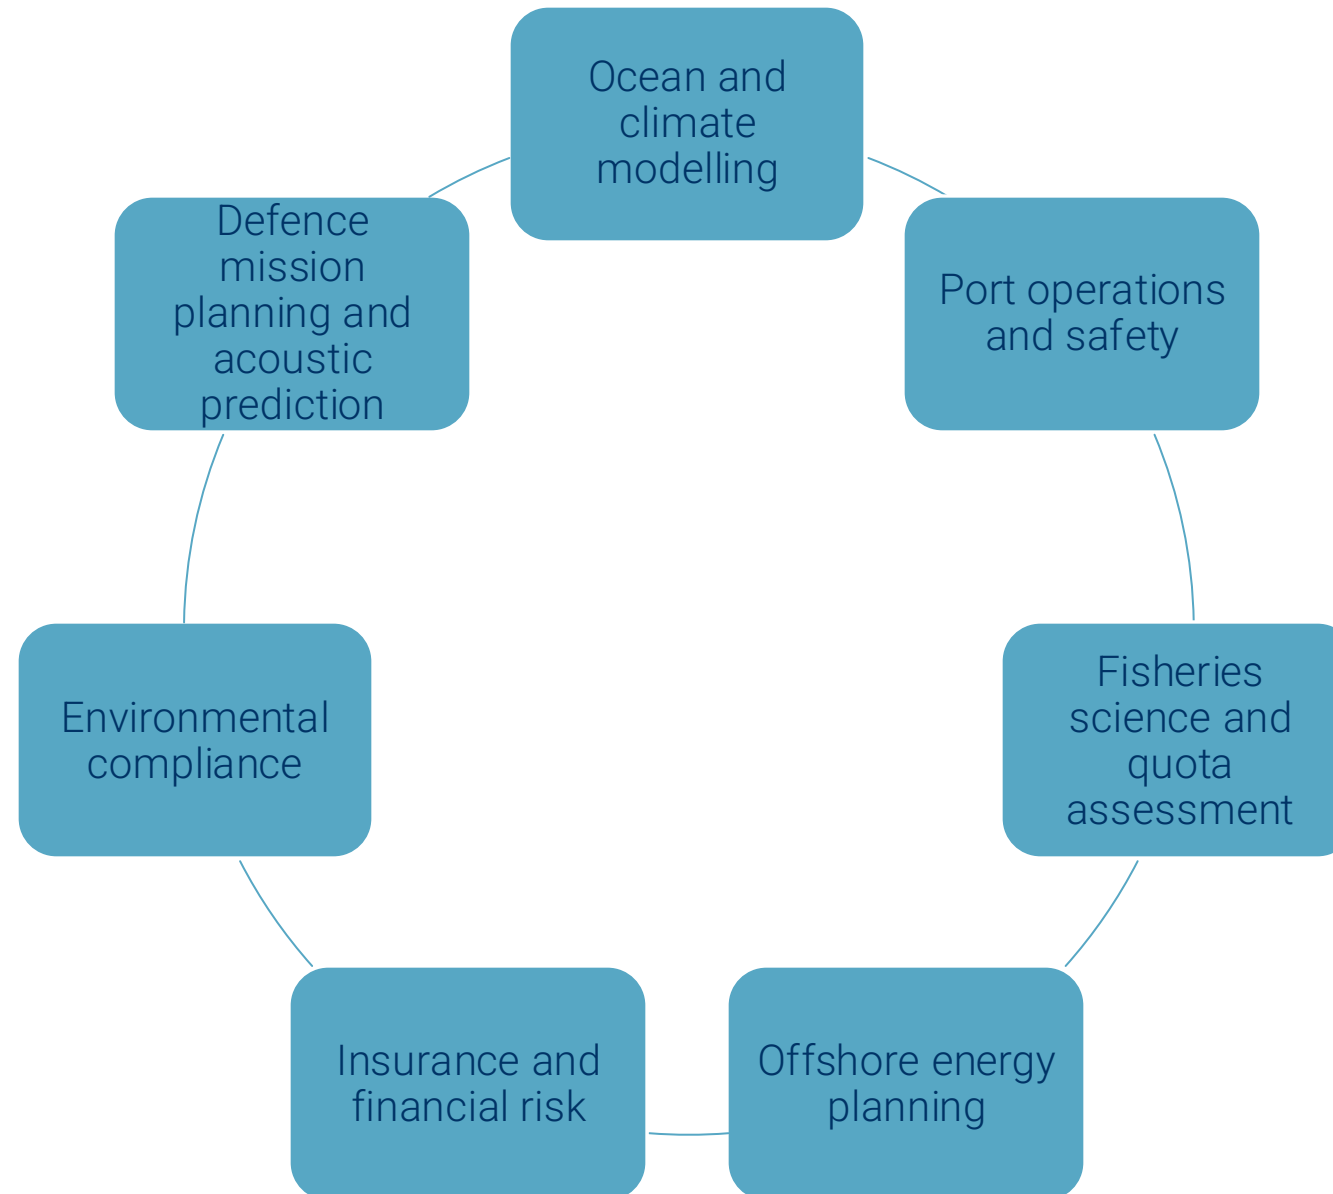 Ocean and
climate
modelling
Port operations
and safety
Fisheries
science and
quota
assessment
Offshore energy
planning
Insurance and
financial risk
Environmental
compliance
Defence
mission
planning and
acoustic
prediction